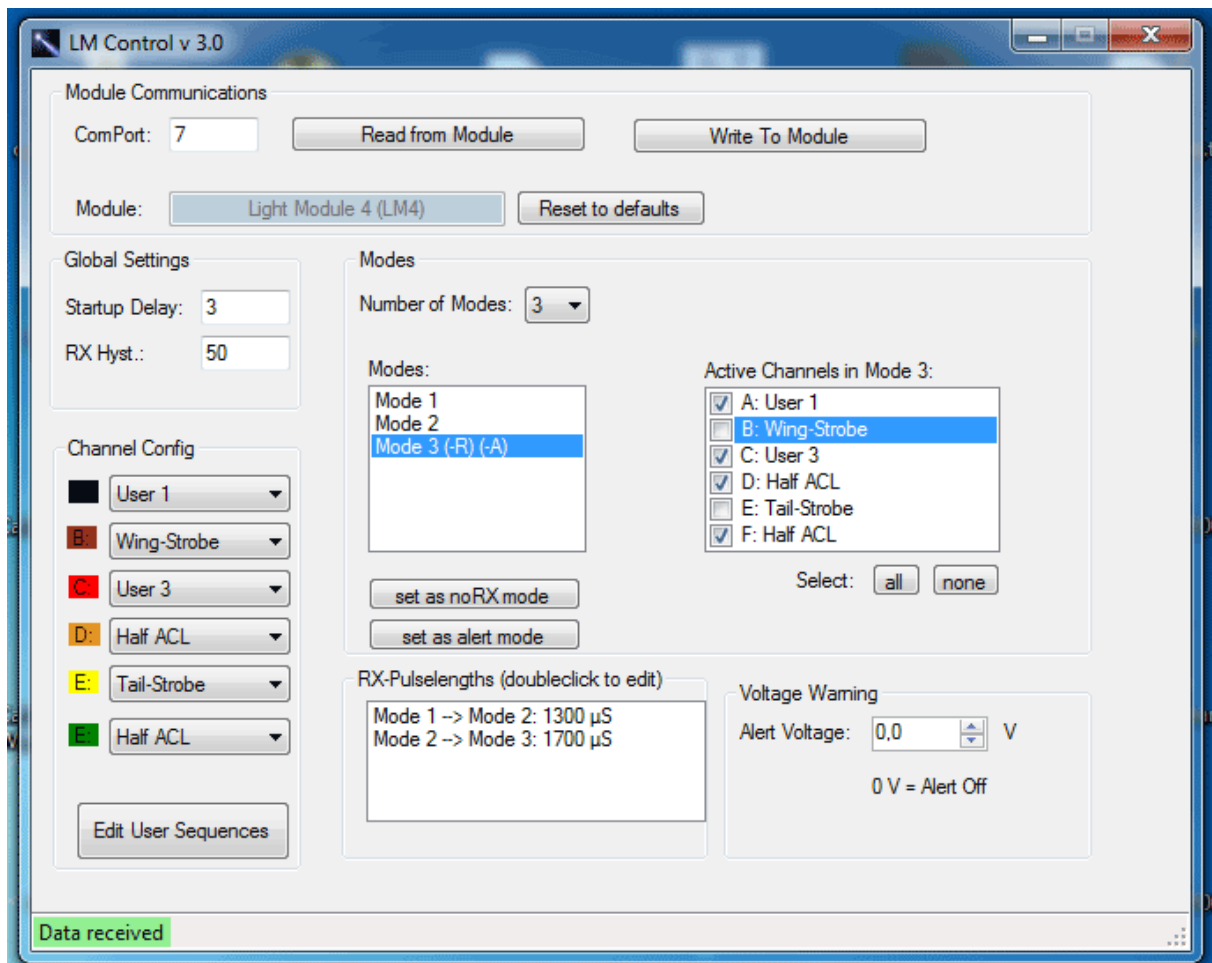 LM Control v 3.0
Module Communications
ComPort: 7 Read from Module Write To Module
Module: Light Module 4 (LM4) Reset to defaults
Global Settings
Startup Delay: 3
RX Hyst.: 50
Modes
Number of Modes: 3
Modes:
Mode 1
Mode 2
Mode 3 (-R) (-A)
Active Channels in Mode 3:
A: User 1
B: Wing-Strobe
C: User 3
D: Half ACL
E: Tail-Strobe
F: Half ACL
Select: all none
set as noRX mode
set as alert mode
Channel Config
User 1
B: Wing-Strobe
C: User 3
D: Half ACL
E: Tail-Strobe
E: Half ACL
Edit User Sequences
RX-Pulselengths (doubleclick to edit)
Mode 1 --> Mode 2: 1300 µS
Mode 2 --> Mode 3: 1700 µS
Voltage Warning
Alert Voltage: 0,0 V
0 V = Alert Off
Data received